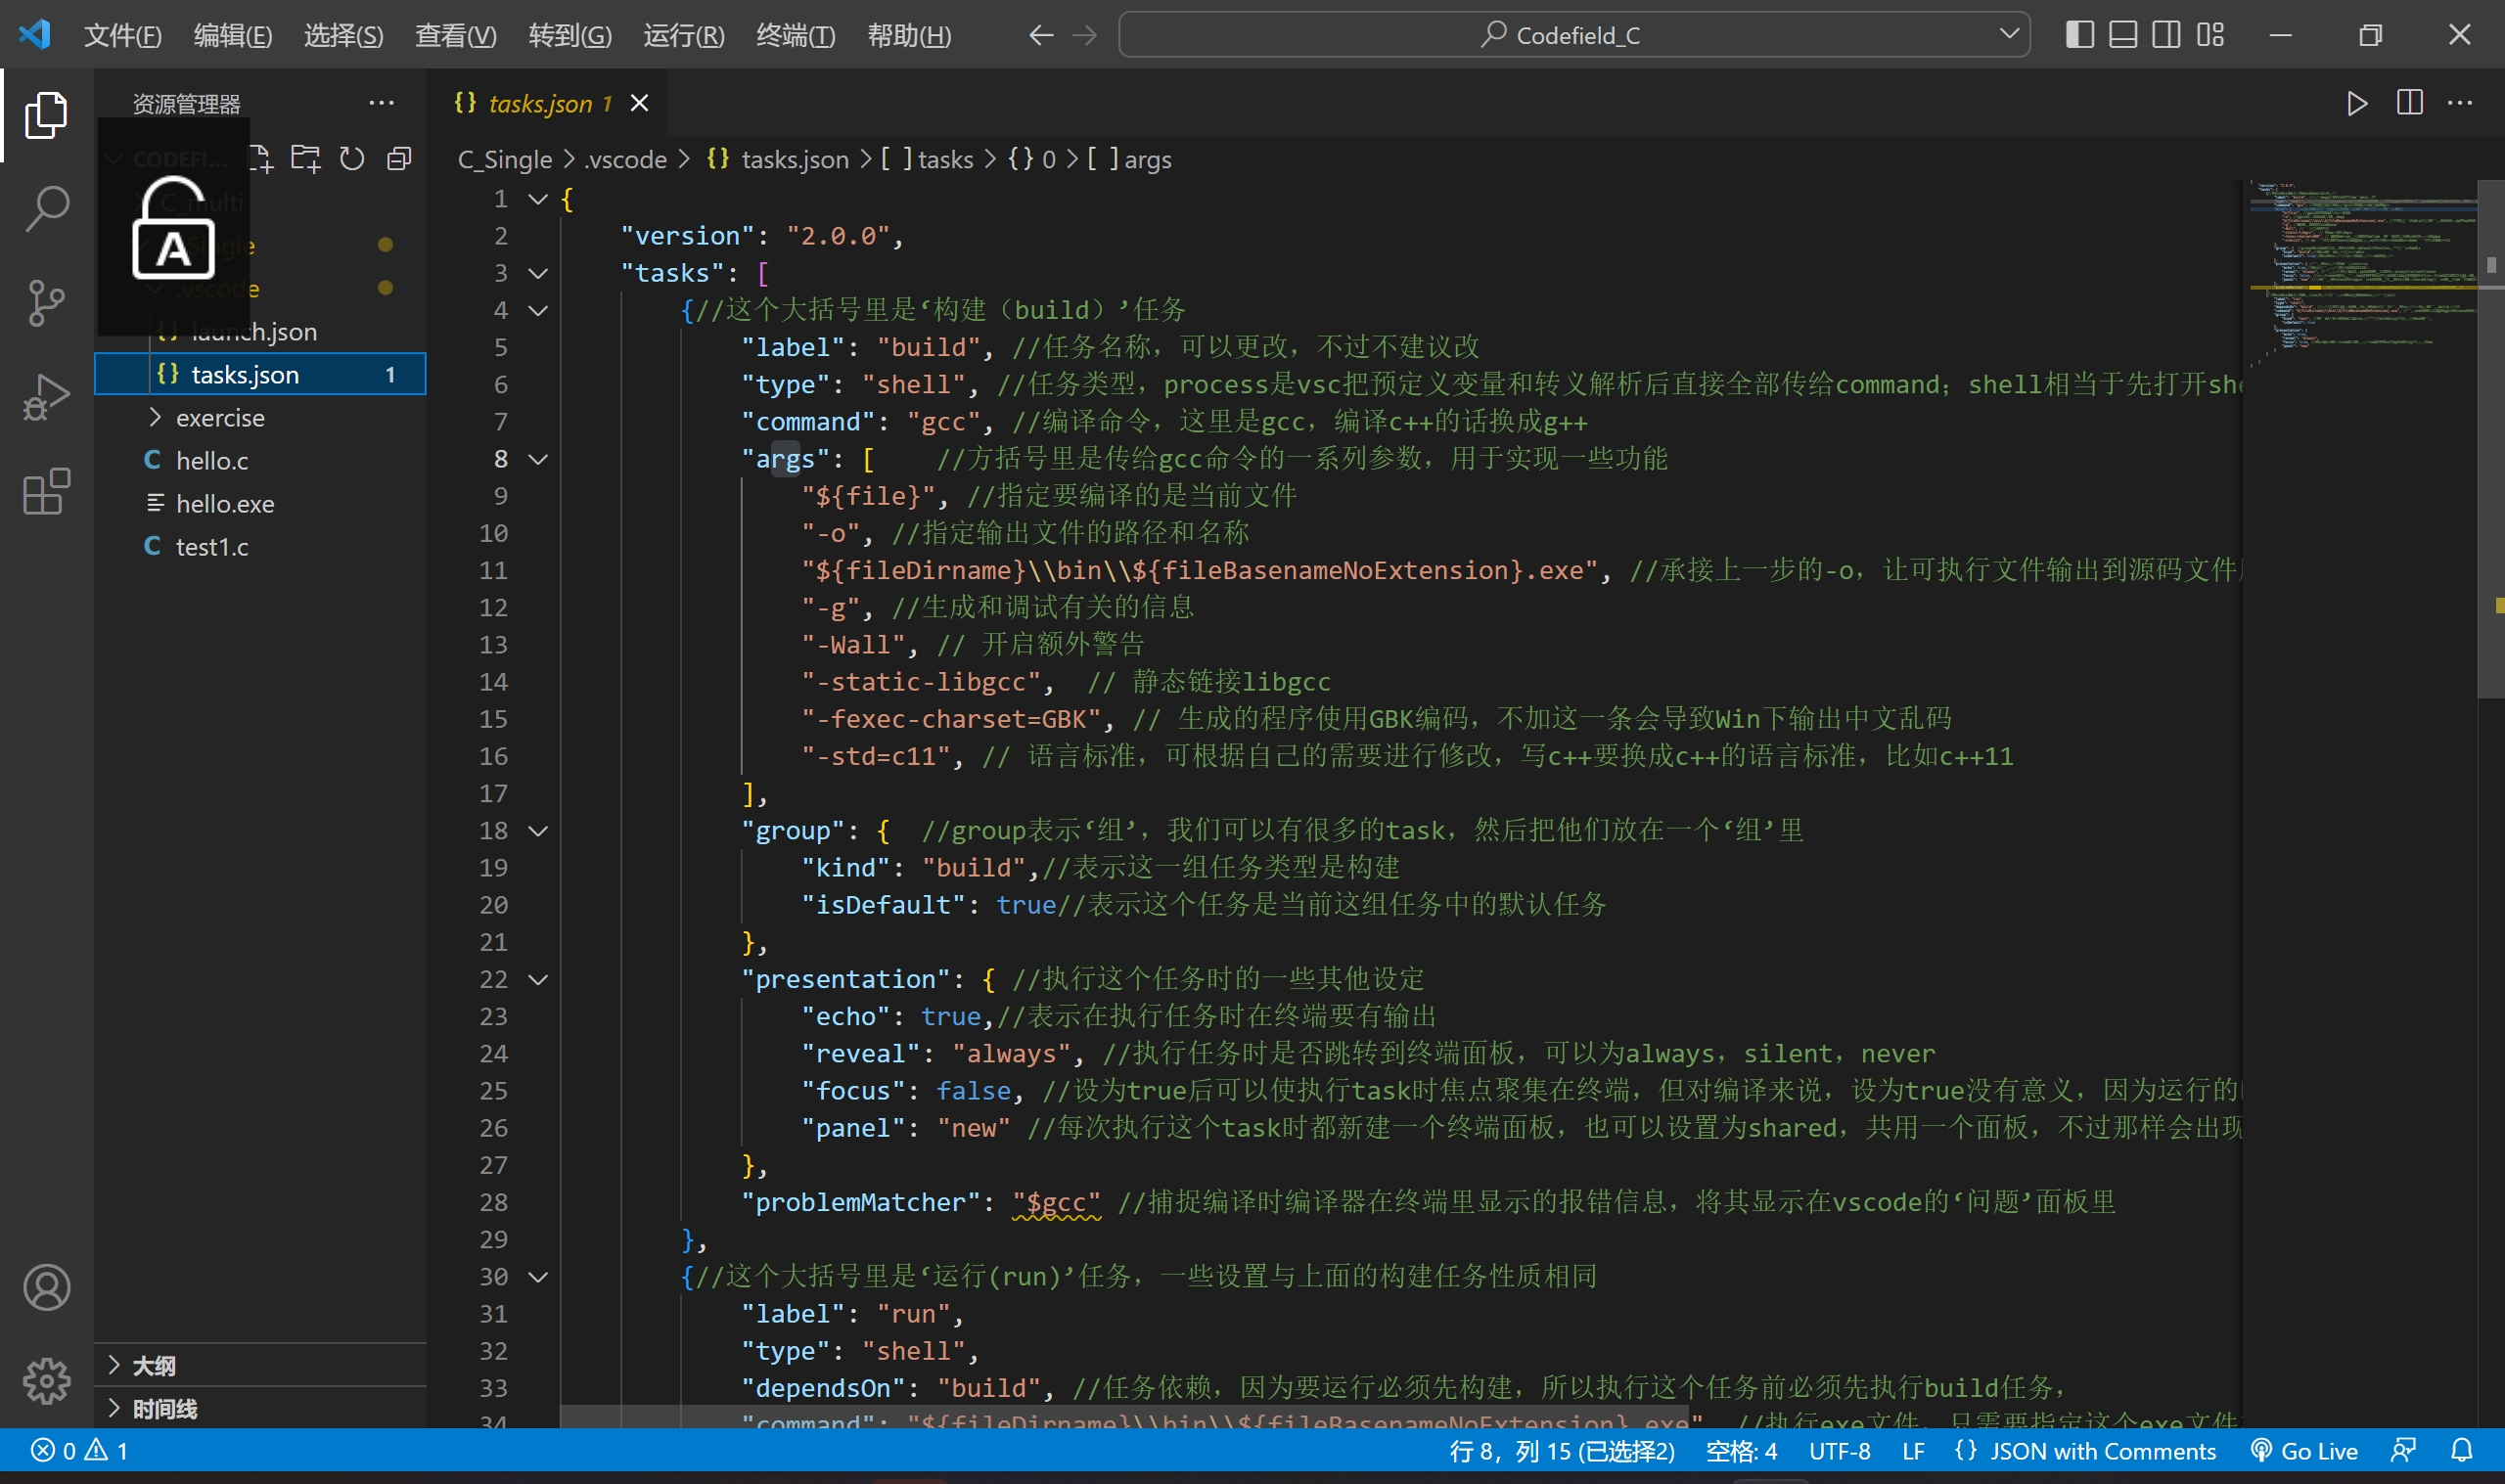 文件(F) 编辑(E) 选择(S) 查看(V) 转到(G) 运行(R) 终端(T) 帮助(H) Codefield_C
资源管理器
tasks.json 1
CODEFI...
C_Single > .vscode > {} tasks.json > [ ] tasks > {} 0 > [ ] args
C_multi
.vscode
launch.json
tasks.json 1
exercise
hello.c
hello.exe
test1.c
大纲
时间线
A
1 {
2 "version": "2.0.0",
3 "tasks": [
4 {//这个大括号里是‘构建（build）’任务
5 "label": "build", //任务名称，可以更改，不过不建议改
6 "type": "shell", //任务类型，process是vsc把预定义变量和转义解析后直接全部传给command；shell相当于先打开she
7 "command": "gcc", //编译命令，这里是gcc，编译c++的话换成g++
8 "args": [ //方括号里是传给gcc命令的一系列参数，用于实现一些功能
9 "${file}", //指定要编译的是当前文件
10 "-o", //指定输出文件的路径和名称
11 "${fileDirname}\\bin\\${fileBasenameNoExtension}.exe", //承接上一步的-o，让可执行文件输出到源码文件
12 "-g", //生成和调试有关的信息
13 "-Wall", // 开启额外警告
14 "-static-libgcc", // 静态链接libgcc
15 "-fexec-charset=GBK", // 生成的程序使用GBK编码，不加这一条会导致Win下输出中文乱码
16 "-std=c11", // 语言标准，可根据自己的需要进行修改，写c++要换成c++的语言标准，比如c++11
17 ],
18 "group": { //group表示‘组’，我们可以有很多的task，然后把他们放在一个‘组’里
19 "kind": "build",//表示这一组任务类型是构建
20 "isDefault": true//表示这个任务是当前这组任务中的默认任务
21 },
22 "presentation": { //执行这个任务时的一些其他设定
23 "echo": true,//表示在执行任务时在终端要有输出
24 "reveal": "always", //执行任务时是否跳转到终端面板，可以为always，silent，never
25 "focus": false, //设为true后可以使执行task时焦点聚集在终端，但对编译来说，设为true没有意义，因为运行的
26 "panel": "new" //每次执行这个task时都新建一个终端面板，也可以设置为shared，共用一个面板，不过那样会出现
27 },
28 "problemMatcher": "$gcc" //捕捉编译时编译器在终端里显示的报错信息，将其显示在vscode的‘问题’面板里
29 },
30 {//这个大括号里是‘运行(run)’任务，一些设置与上面的构建任务性质相同
31 "label": "run",
32 "type": "shell",
33 "dependsOn": "build", //任务依赖，因为要运行必须先构建，所以执行这个任务前必须先执行build任务，
34 "command": "${fileDirname}\\bin\\${fileBasenameNoExtension}.exe", //执行exe文件，只需要指定这个exe文件
0 1 行 8，列 15 (已选择2) 空格: 4 UTF-8 LF {} JSON with Comments Go Live